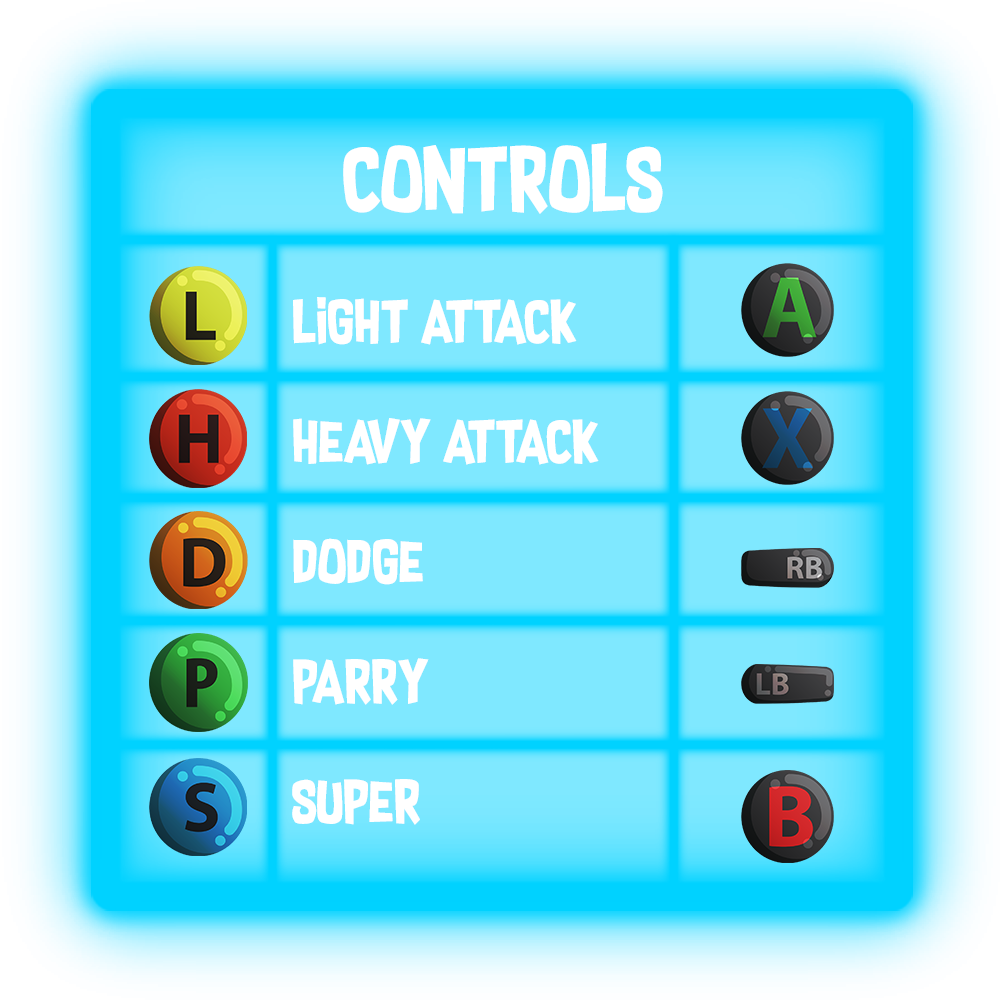 CONTROLS
L LiGHT ATTACK A
H HEAVY ATTACK X
D DODGE RB
P PARRY LB
S SUPER B